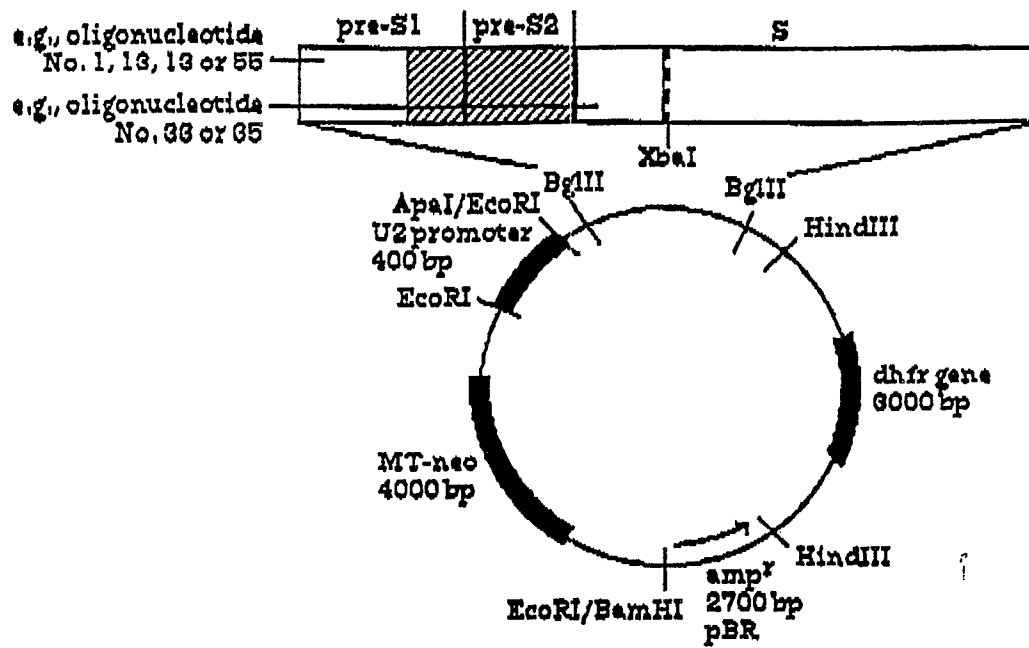 pre-S1
pre-S2
S
e.g., oligonucleotide
No. 1, 13, 13 or 55
e.g., oligonucleotide
No. 33 or 35
XbaI
BglII
BglII
ApaI/EcoRI
U2 promoter
400 bp
HindIII
EcoRI
dhfr gene
6000 bp
MT-neo
4000 bp
HindIII
EcoRI/BamHI
amp^r
2700 bp
pBR